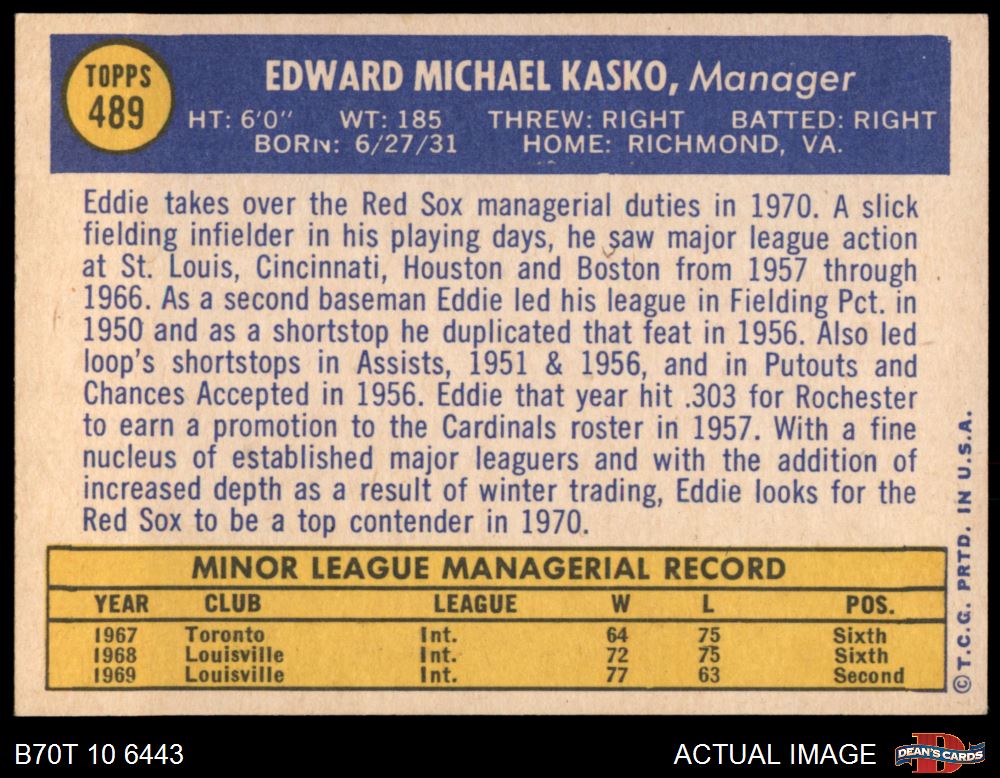 TOPPS
489
EDWARD MICHAEL KASKO, Manager
HT: 6'0" WT: 185 THREW: RIGHT BATTED: RIGHT
BORN: 6/27/31 HOME: RICHMOND, VA.
Eddie takes over the Red Sox managerial duties in 1970. A slick
fielding infielder in his playing days, he saw major league action
at St. Louis, Cincinnati, Houston and Boston from 1957 through
1966. As a second baseman Eddie led his league in Fielding Pct. in
1950 and as a shortstop he duplicated that feat in 1956. Also led
loop's shortstops in Assists, 1951 & 1956, and in Putouts and
Chances Accepted in 1956. Eddie that year hit .303 for Rochester
to earn a promotion to the Cardinals roster in 1957. With a fine
nucleus of established major leaguers and with the addition of
increased depth as a result of winter trading, Eddie looks for the
Red Sox to be a top contender in 1970.
MINOR LEAGUE MANAGERIAL RECORD
YEAR CLUB LEAGUE W L POS.
1967 Toronto Int. 64 75 Sixth
1968 Louisville Int. 72 75 Sixth
1969 Louisville Int. 77 63 Second
©T.C.G. PRTD. IN U.S.A.
B70T 10 6443
ACTUAL IMAGE
DEAN'S CARDS